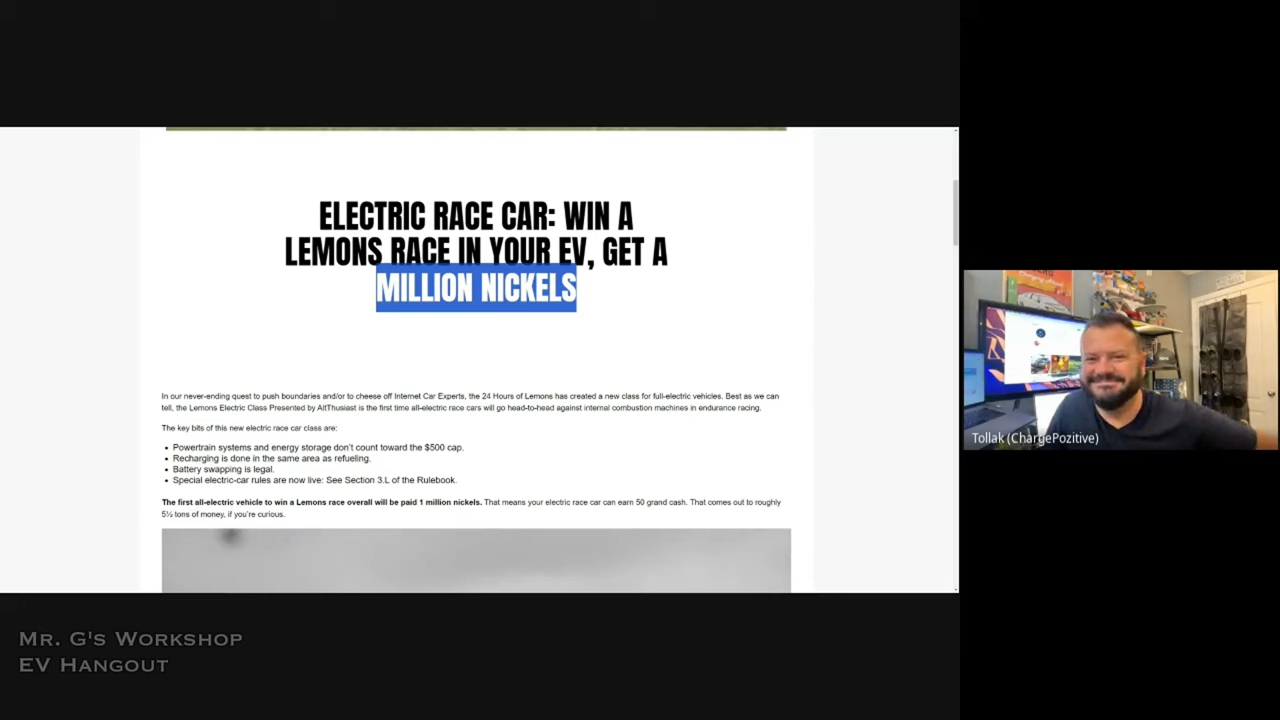 ELECTRIC RACE CAR: WIN A
LEMONS RACE IN YOUR EV, GET A
MILLION NICKELS
In our never-ending quest to push boundaries and/or to cheese off Internet Car Experts, the 24 Hours of Lemons has created a new class for full-electric vehicles. Best as we can
tell, the Lemons Electric Class Presented by AltThusiast is the first time all-electric race cars will go head-to-head against internal combustion machines in endurance racing.
The key bits of this new electric race car class are:
• Powertrain systems and energy storage don't count toward the $500 cap.
• Recharging is done in the same area as refueling.
• Battery swapping is legal.
• Special electric-car rules are now live: See Section 3.L of the Rulebook.
The first all-electric vehicle to win a Lemons race overall will be paid 1 million nickels. That means your electric race car can earn 50 grand cash. That comes out to roughly
5½ tons of money, if you're curious.
Tollak (ChargePozitive)
Mr. G's Workshop
EV Hangout